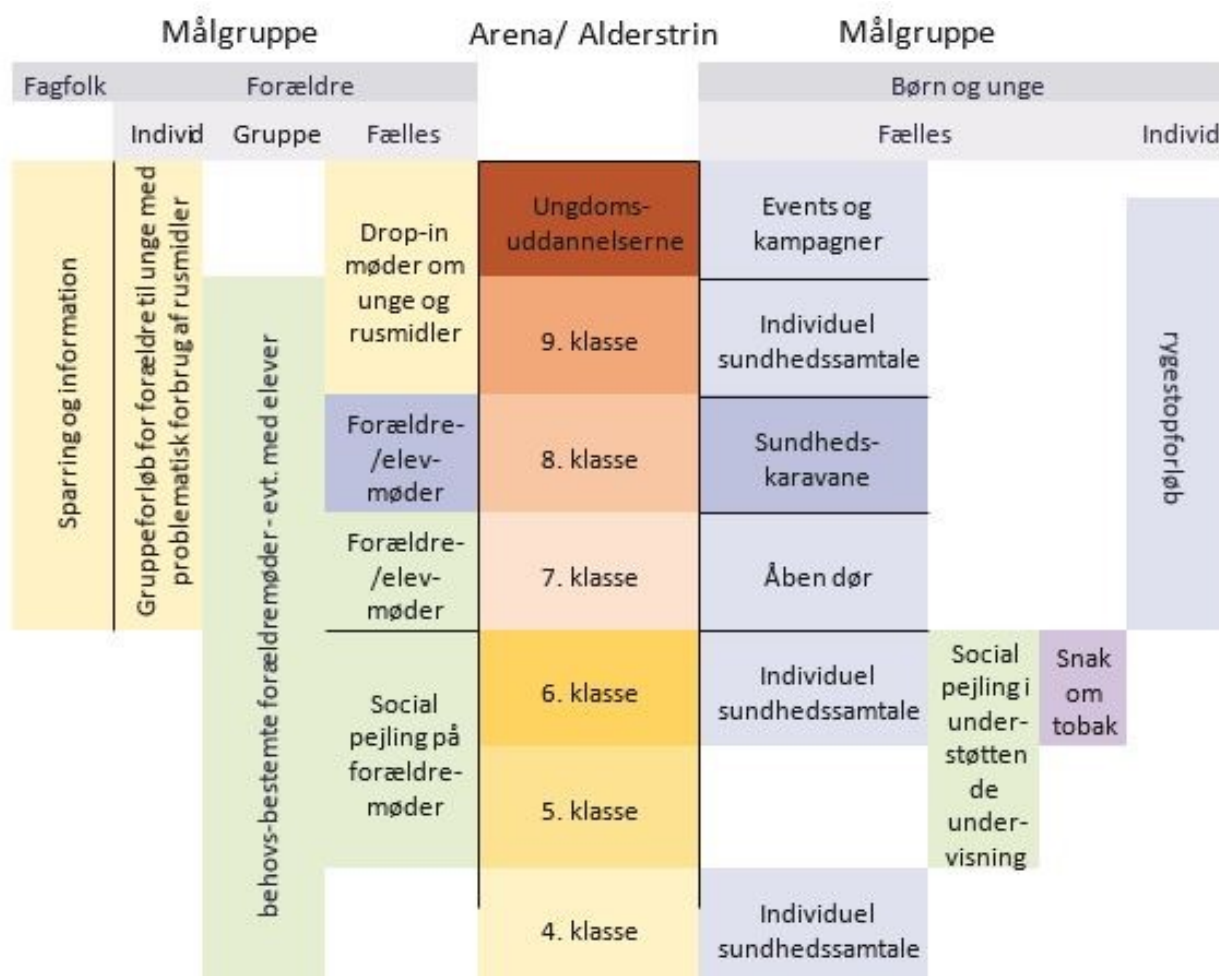 Målgruppe
Arena/ Alderstrin
Målgruppe
Fagfolk
Forældre
Børn og unge
Individ
Gruppe
Fælles
Fælles
Individ
Sparring og information
Gruppeforløb for forældre til unge med
problematisk forbrug af rusmidler
behovs-bestemte forældremøder - evt. med elever
Drop-in
møder om
unge og
rusmidler
Forældre-
/elev-
møder
Forældre-
/elev-
møder
Social
pejling på
forældre-
møder
Ungdoms-
uddannelserne
9. klasse
8. klasse
7. klasse
6. klasse
5. klasse
4. klasse
Events og
kampagner
Individuel
sundhedssamtale
Sundheds-
karavane
Åben dør
Individuel
sundhedssamtale
Individuel
sundhedssamtale
Social
pejling i
under-
støtten
de
under-
visning
Snak
om
tobak
rygestopforløb